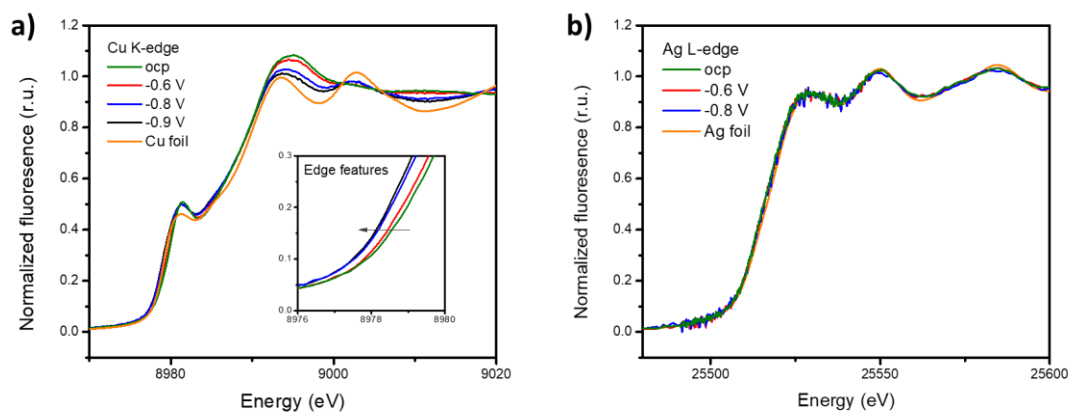 a)
Cu K-edge
ocp
-0.6 V
-0.8 V
-0.9 V
Cu foil
Edge features
0.3
0.2
0.1
0.0
8976
8978
8980
1.2
1.0
0.8
0.6
0.4
0.2
0.0
Normalized fluoresence (r.u.)
8980
9000
9020
Energy (eV)
b)
Ag L-edge
ocp
-0.6 V
-0.8 V
Ag foil
1.2
1.0
0.8
0.6
0.4
0.2
0.0
Normalized fluoresence (r.u.)
25500
25550
25600
Energy (eV)